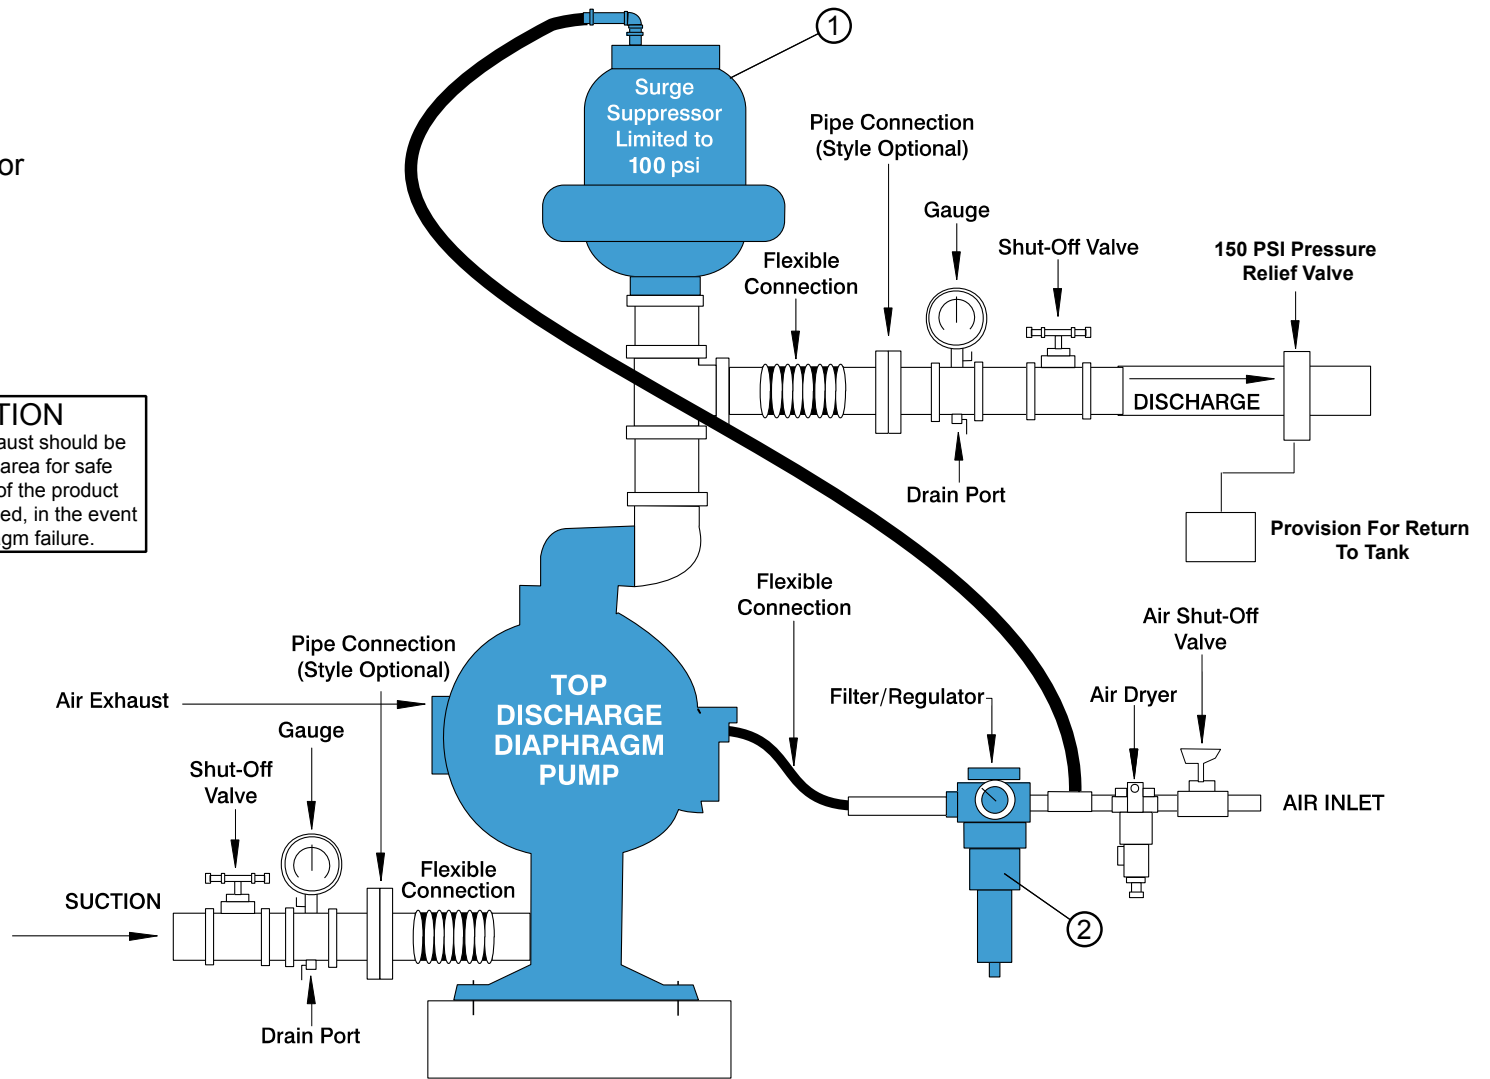 1
Surge
Suppressor
Limited to
100 psi
Pipe Connection
(Style Optional)
or
Gauge
Shut-Off Valve
150 PSI Pressure
Relief Valve
Flexible
Connection
DISCHARGE
TION
aust should be
area for safe
of the product
ed, in the event
agm failure.
Drain Port
Provision For Return
To Tank
Flexible
Connection
Air Shut-Off
Valve
Pipe Connection
(Style Optional)
Air Exhaust
TOP
DISCHARGE
DIAPHRAGM
PUMP
Filter/Regulator
Air Dryer
Gauge
Shut-Off
Valve
AIR INLET
Flexible
Connection
SUCTION
2
Drain Port